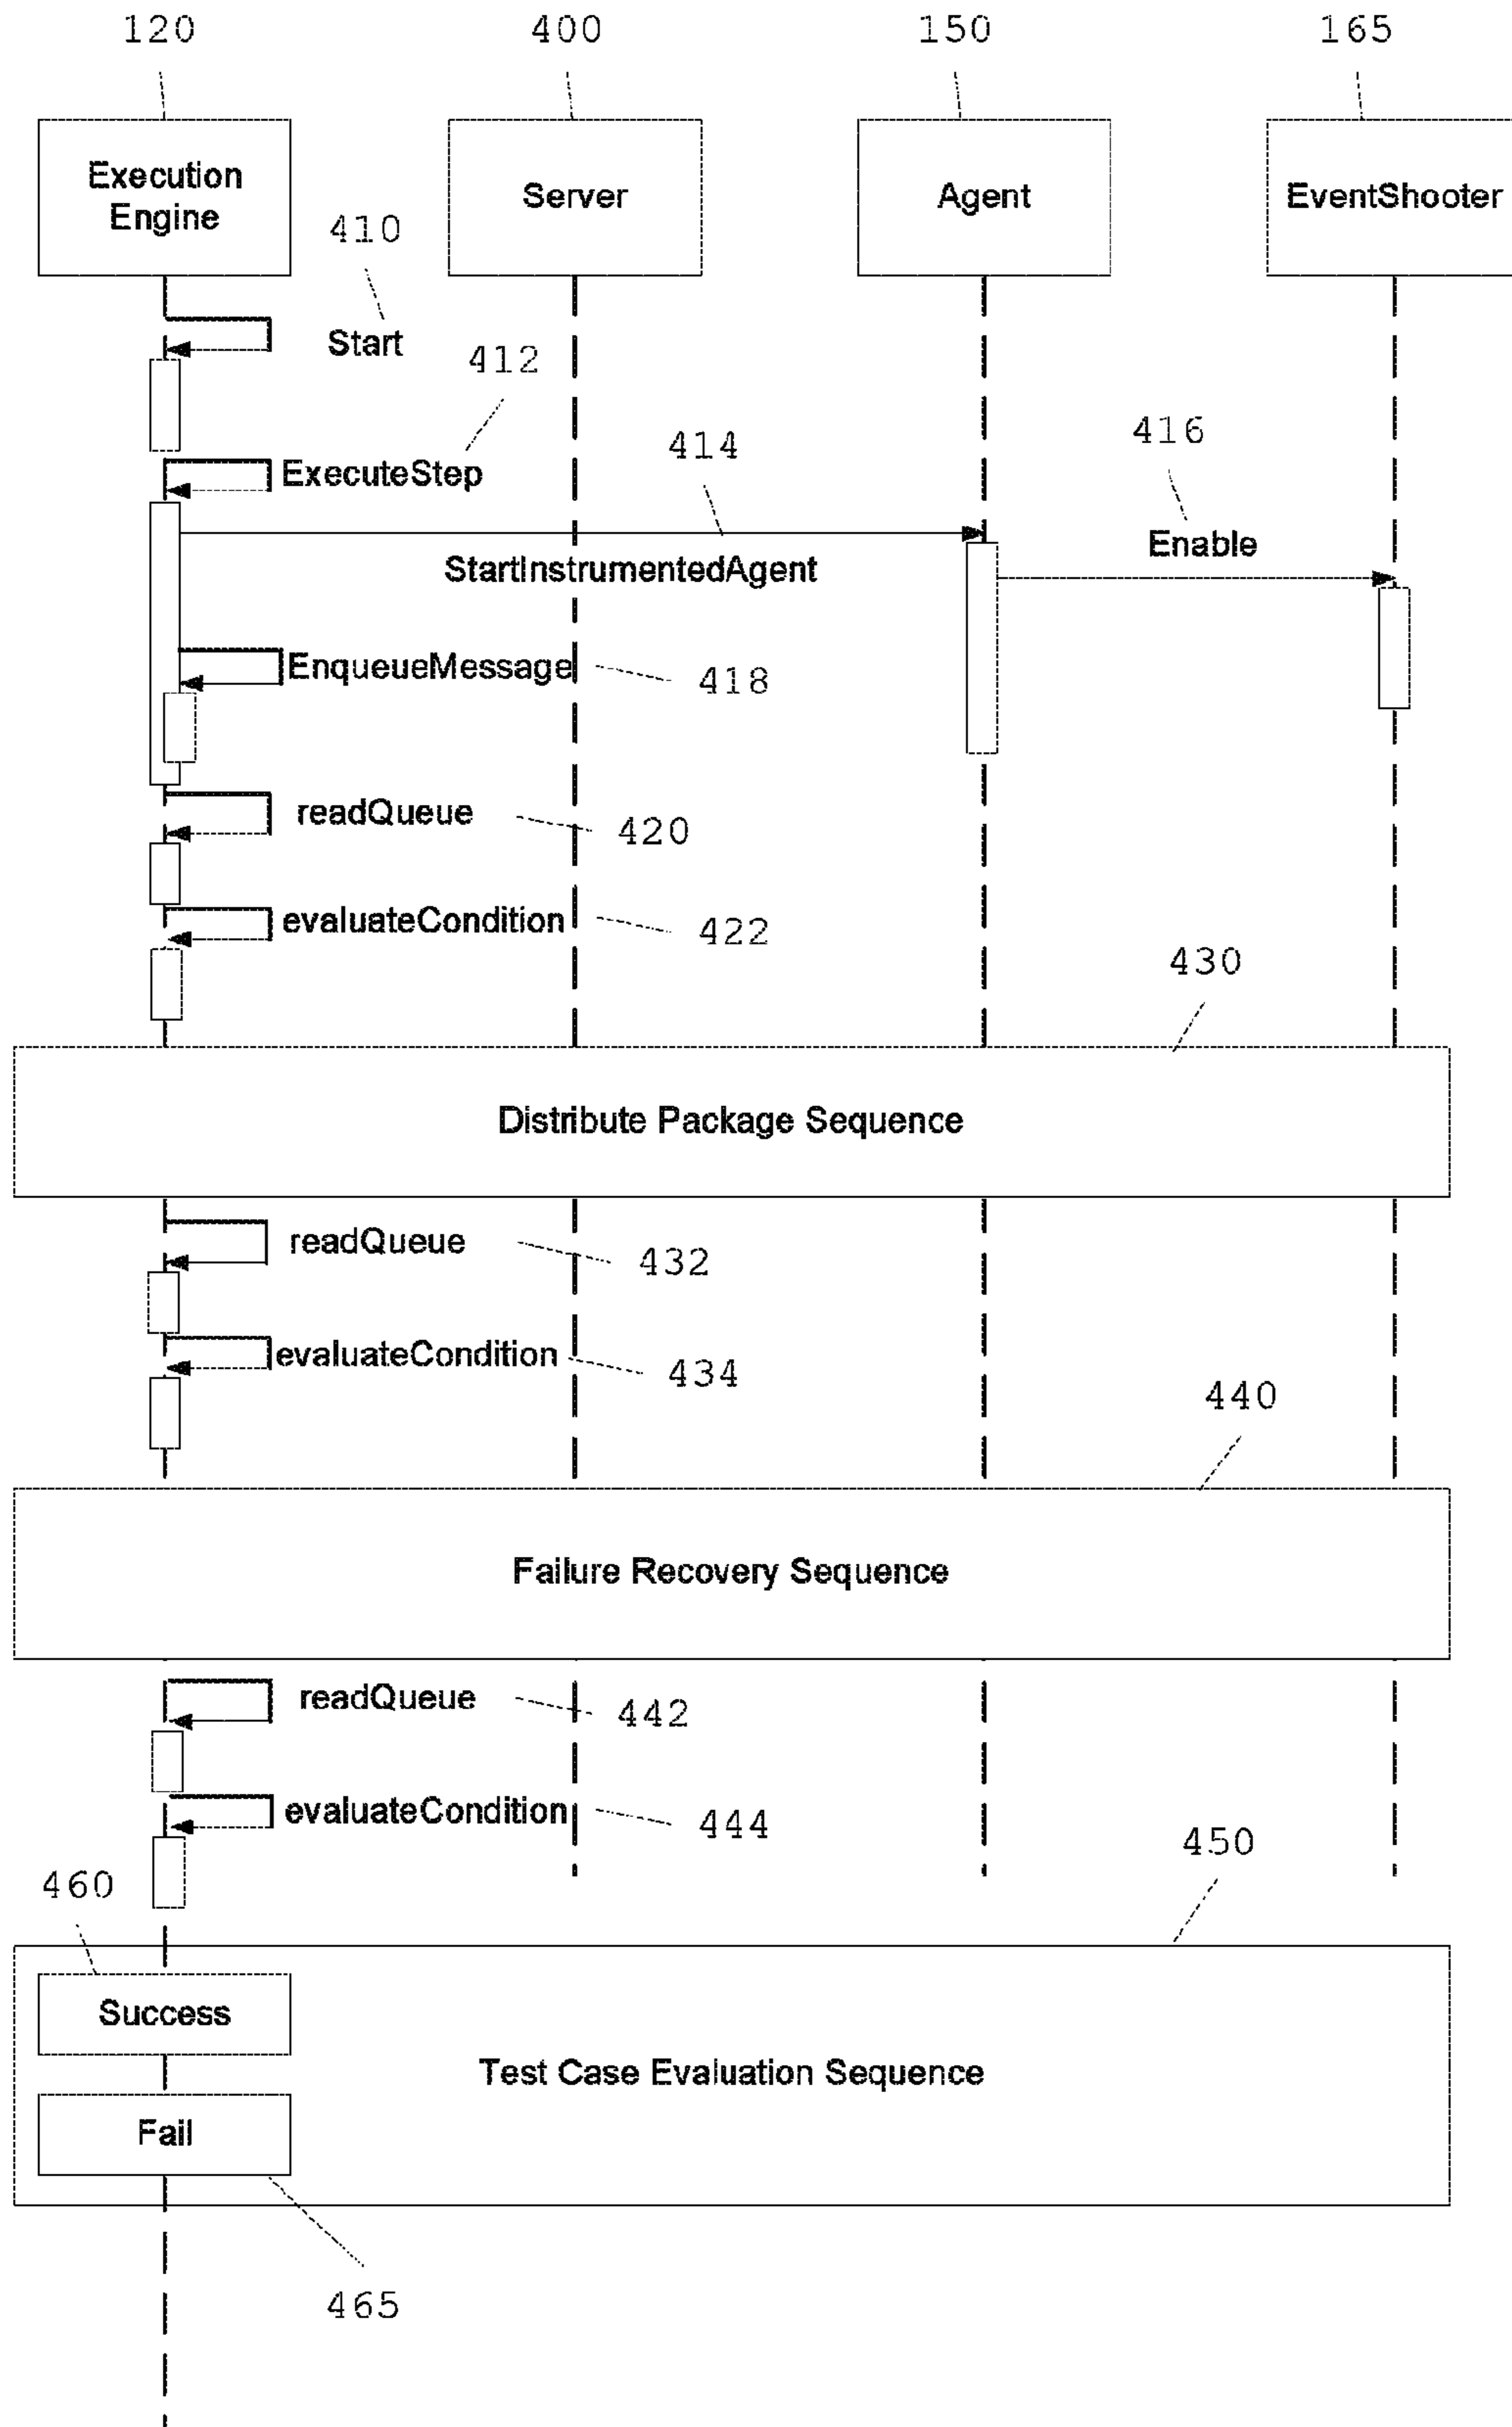 120
400
150
165
Execution
Engine
Server
Agent
EventShooter
410
Start
412
ExecuteStep
414
416
Enable
StartInstrumentedAgent
EnqueueMessage
418
readQueue
420
evaluateCondition
422
430
Distribute Package Sequence
readQueue
432
evaluateCondition
434
440
Failure Recovery Sequence
readQueue
442
evaluateCondition
444
450
460
Success
Test Case Evaluation Sequence
Fail
465